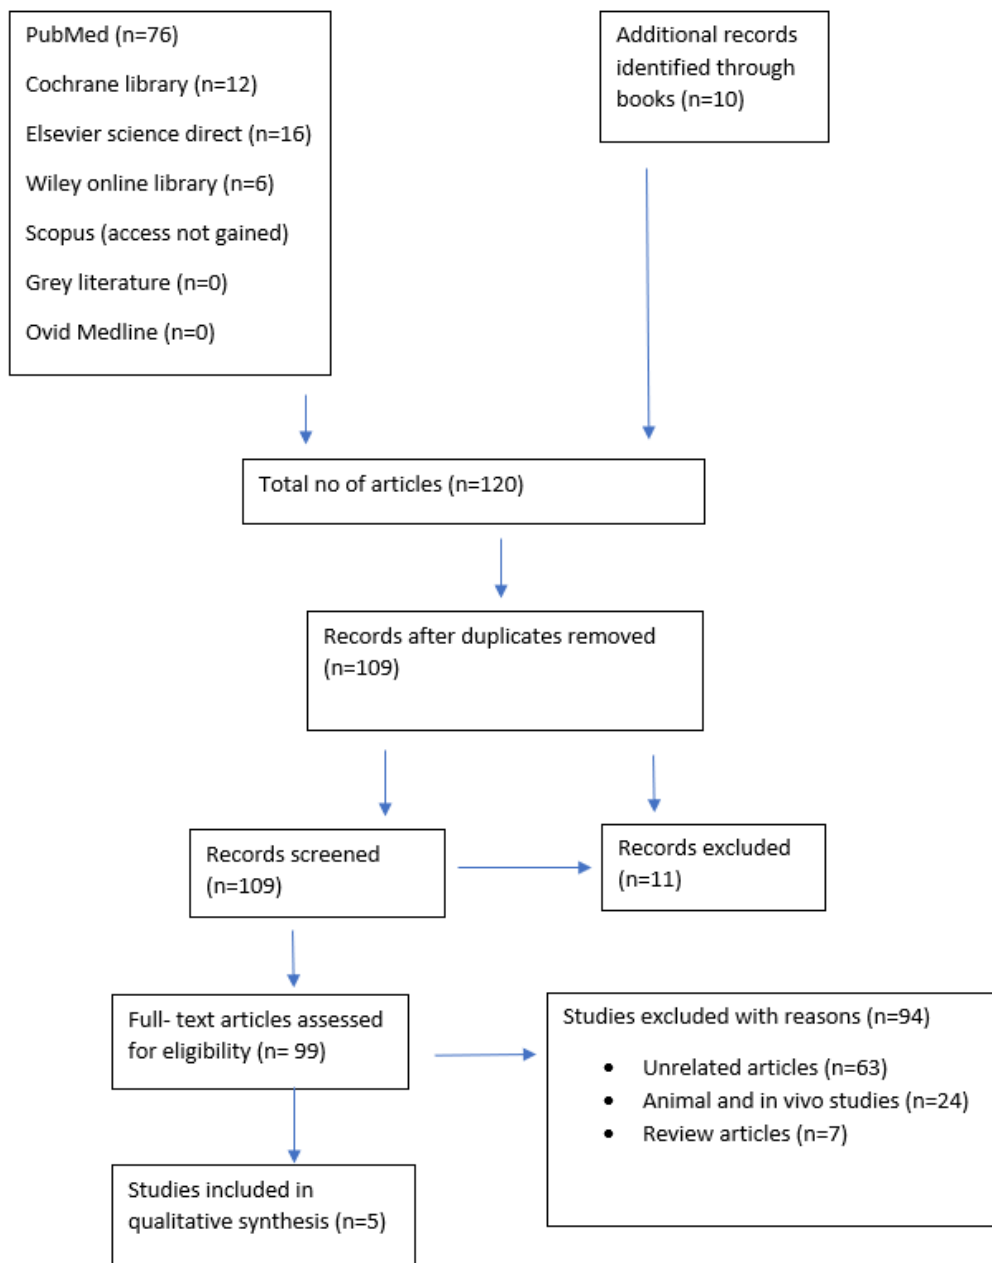 PubMed (n=76)
Cochrane library (n=12)
Elsevier science direct (n=16)
Wiley online library (n=6)
Scopus (access not gained)
Grey literature (n=0)
Ovid Medline (n=0)
Additional records
identified through
books (n=10)
Total no of articles (n=120)
Records after duplicates removed
(n=109)
Records screened
(n=109)
Records excluded
(n=11)
Full- text articles assessed
for eligibility (n= 99)
Studies excluded with reasons (n=94)
• Unrelated articles (n=63)
• Animal and in vivo studies (n=24)
• Review articles (n=7)
Studies included in
qualitative synthesis (n=5)